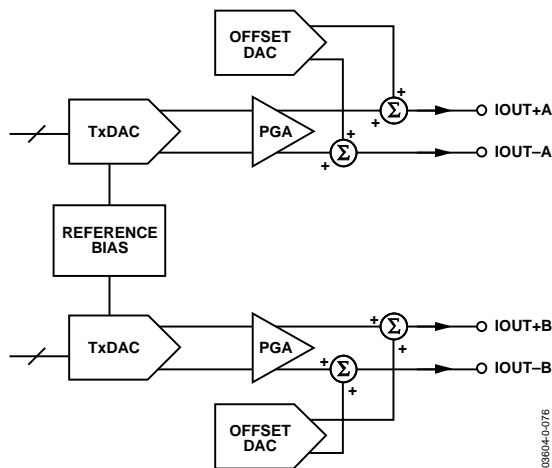 OFFSET
DAC
+
+
Σ
IOUT+A
TxDAC
PGA
+
+
Σ
IOUT–A
REFERENCE
BIAS
+
Σ
+
IOUT+B
TxDAC
PGA
+
Σ
+
IOUT–B
OFFSET
DAC
03604-0-076